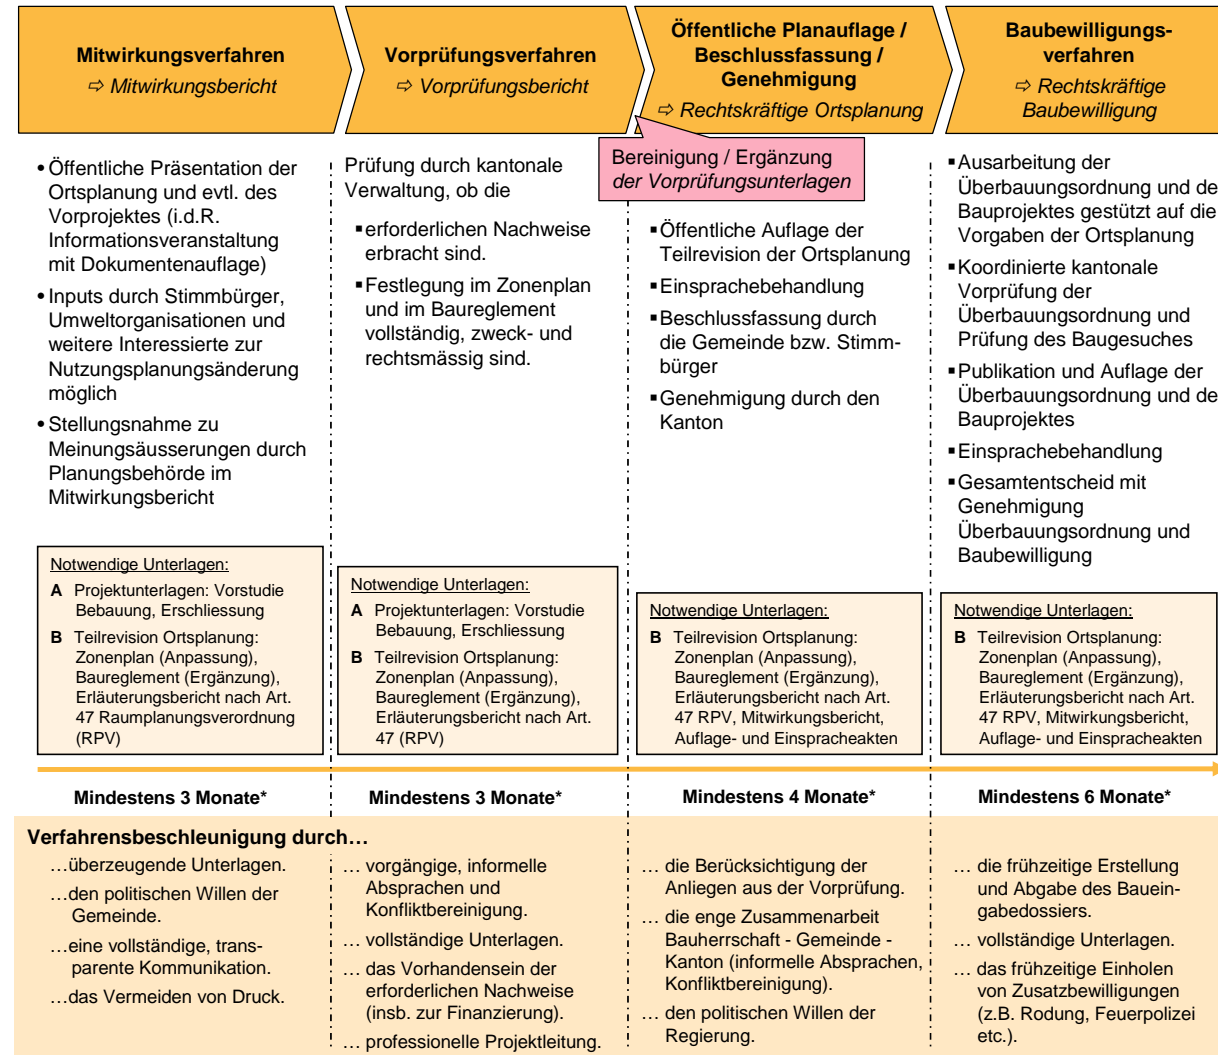 Mitwirkungsverfahren
⇨ Mitwirkungsbericht
Vorprüfungsverfahren
⇨ Vorprüfungsbericht
Öffentliche Planauflage /
Beschlussfassung /
Genehmigung
⇨ Rechtskräftige Ortsplanung
Baubewilligungs-
verfahren
⇨ Rechtskräftige
Baubewilligung
Bereinigung / Ergänzung
der Vorprüfungsunterlagen
• Öffentliche Präsentation der
Ortsplanung und evtl. des
Vorprojektes (i.d.R.
Informationsveranstaltung
mit Dokumentenauflage)
• Inputs durch Stimmbürger,
Umweltorganisationen und
weitere Interessierte zur
Nutzungsplanungsänderung
möglich
• Stellungsnahme zu
Meinungsäusserungen durch
Planungsbehörde im
Mitwirkungsbericht
Prüfung durch kantonale
Verwaltung, ob die
▪ erforderlichen Nachweise
erbracht sind.
▪ Festlegung im Zonenplan
und im Baureglement
vollständig, zweck- und
rechtsmässig sind.
▪ Öffentliche Auflage der
Teilrevision der Ortsplanung
▪ Einsprachebehandlung
▪ Beschlussfassung durch
die Gemeinde bzw. Stimm-
bürger
▪ Genehmigung durch den
Kanton
▪ Ausarbeitung der
Überbauungsordnung und de
Bauprojektes gestützt auf die
Vorgaben der Ortsplanung
▪ Koordinierte kantonale
Vorprüfung der
Überbauungsordnung und
Prüfung des Baugesuches
▪ Publikation und Auflage der
Überbauungsordnung und de
Bauprojektes
▪ Einsprachebehandlung
▪ Gesamtentscheid mit
Genehmigung
Überbauungsordnung und
Baubewilligung
Notwendige Unterlagen:
A Projektunterlagen: Vorstudie
Bebauung, Erschliessung
B Teilrevision Ortsplanung:
Zonenplan (Anpassung),
Baureglement (Ergänzung),
Erläuterungsbericht nach Art.
47 Raumplanungsverordnung
(RPV)
Notwendige Unterlagen:
A Projektunterlagen: Vorstudie
Bebauung, Erschliessung
B Teilrevision Ortsplanung:
Zonenplan (Anpassung),
Baureglement (Ergänzung),
Erläuterungsbericht nach Art.
47 (RPV)
Notwendige Unterlagen:
B Teilrevision Ortsplanung:
Zonenplan (Anpassung),
Baureglement (Ergänzung),
Erläuterungsbericht nach Art.
47 RPV, Mitwirkungsbericht,
Auflage- und Einspracheakten
Notwendige Unterlagen:
B Teilrevision Ortsplanung:
Zonenplan (Anpassung),
Baureglement (Ergänzung),
Erläuterungsbericht nach Art.
47 RPV, Mitwirkungsbericht,
Auflage- und Einspracheakten
Mindestens 3 Monate*
Mindestens 3 Monate*
Mindestens 4 Monate*
Mindestens 6 Monate*
Verfahrensbeschleunigung durch…
…überzeugende Unterlagen.
…den politischen Willen der
Gemeinde.
…eine vollständige, trans-
parente Kommunikation.
…das Vermeiden von Druck.
… vorgängige, informelle
Absprachen und
Konfliktbereinigung.
… vollständige Unterlagen.
… das Vorhandensein der
erforderlichen Nachweise
(insb. zur Finanzierung).
… professionelle Projektleitung.
… die Berücksichtigung der
Anliegen aus der Vorprüfung.
… die enge Zusammenarbeit
Bauherrschaft - Gemeinde -
Kanton (informelle Absprachen,
Konfliktbereinigung).
… den politischen Willen der
Regierung.
… die frühzeitige Erstellung
und Abgabe des Bauein-
gabedossiers.
… vollständige Unterlagen.
… das frühzeitige Einholen
von Zusatzbewilligungen
(z.B. Rodung, Feuerpolizei
etc.).